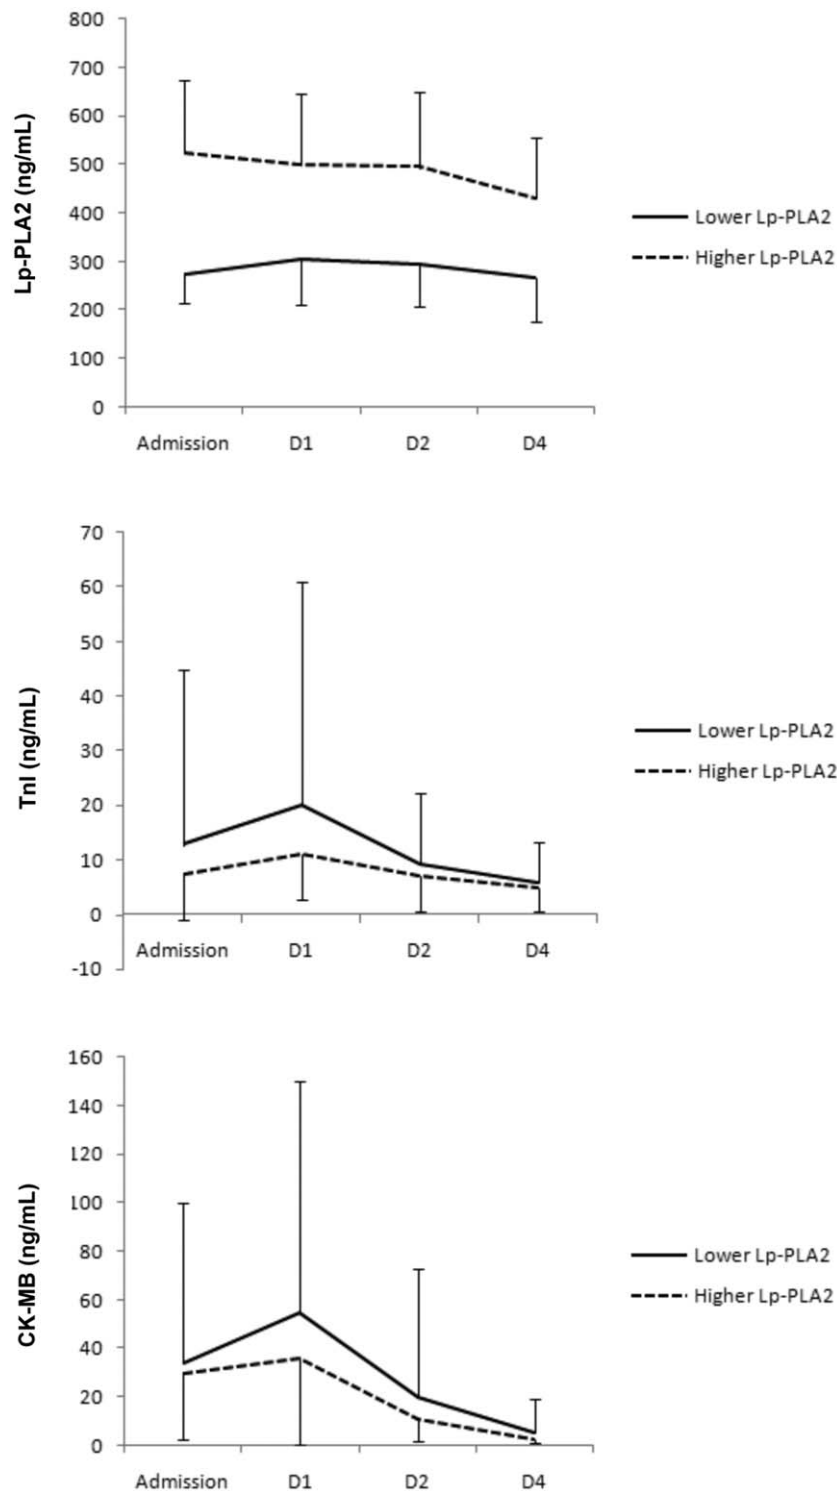 800
700
600
500
400
300
200
100
0
Lp-PLA2 (ng/mL)
Admission D1 D2 D4
Lower Lp-PLA2
Higher Lp-PLA2
70
60
50
40
30
20
10
0
-10
TnI (ng/mL)
Admission D1 D2 D4
Lower Lp-PLA2
Higher Lp-PLA2
160
140
120
100
80
60
40
20
0
CK-MB (ng/mL)
Admission D1 D2 D4
Lower Lp-PLA2
Higher Lp-PLA2